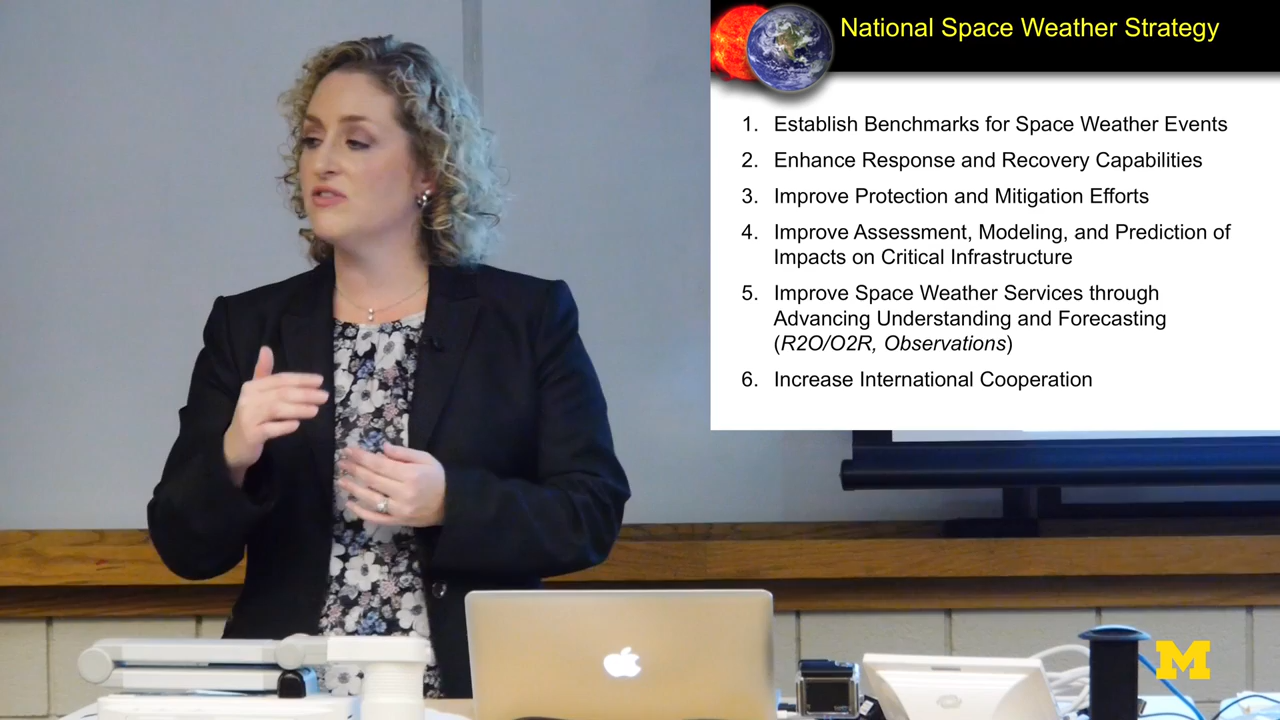 National Space Weather Strategy
1. Establish Benchmarks for Space Weather Events
2. Enhance Response and Recovery Capabilities
3. Improve Protection and Mitigation Efforts
4. Improve Assessment, Modeling, and Prediction of
Impacts on Critical Infrastructure
5. Improve Space Weather Services through
Advancing Understanding and Forecasting
(R2O/O2R, Observations)
6. Increase International Cooperation
M